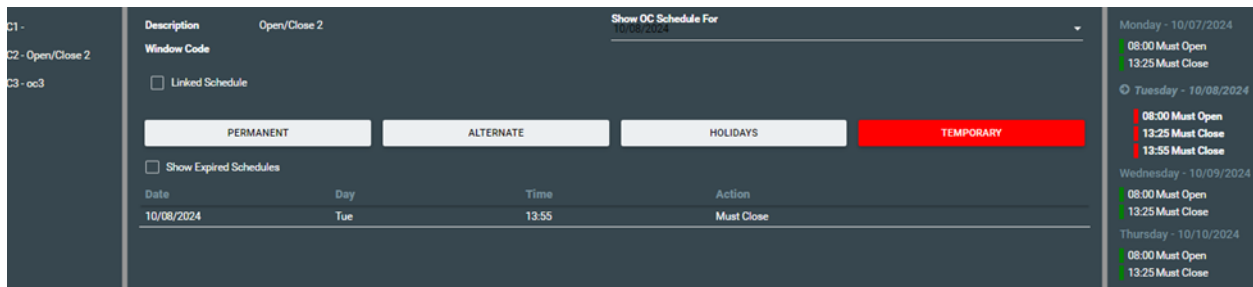 C1 -
C2 - Open/Close 2
C3 - oc3
Description Open/Close 2
Show OC Schedule For
10/08/2024
Window Code
Linked Schedule
PERMANENT ALTERNATE HOLIDAYS TEMPORARY
Show Expired Schedules
Date Day Time Action
10/08/2024 Tue 13:55 Must Close
Monday - 10/07/2024
08:00 Must Open
13:25 Must Close
Tuesday - 10/08/2024
08:00 Must Open
13:25 Must Close
13:55 Must Close
Wednesday - 10/09/2024
08:00 Must Open
13:25 Must Close
Thursday - 10/10/2024
08:00 Must Open
13:25 Must Close